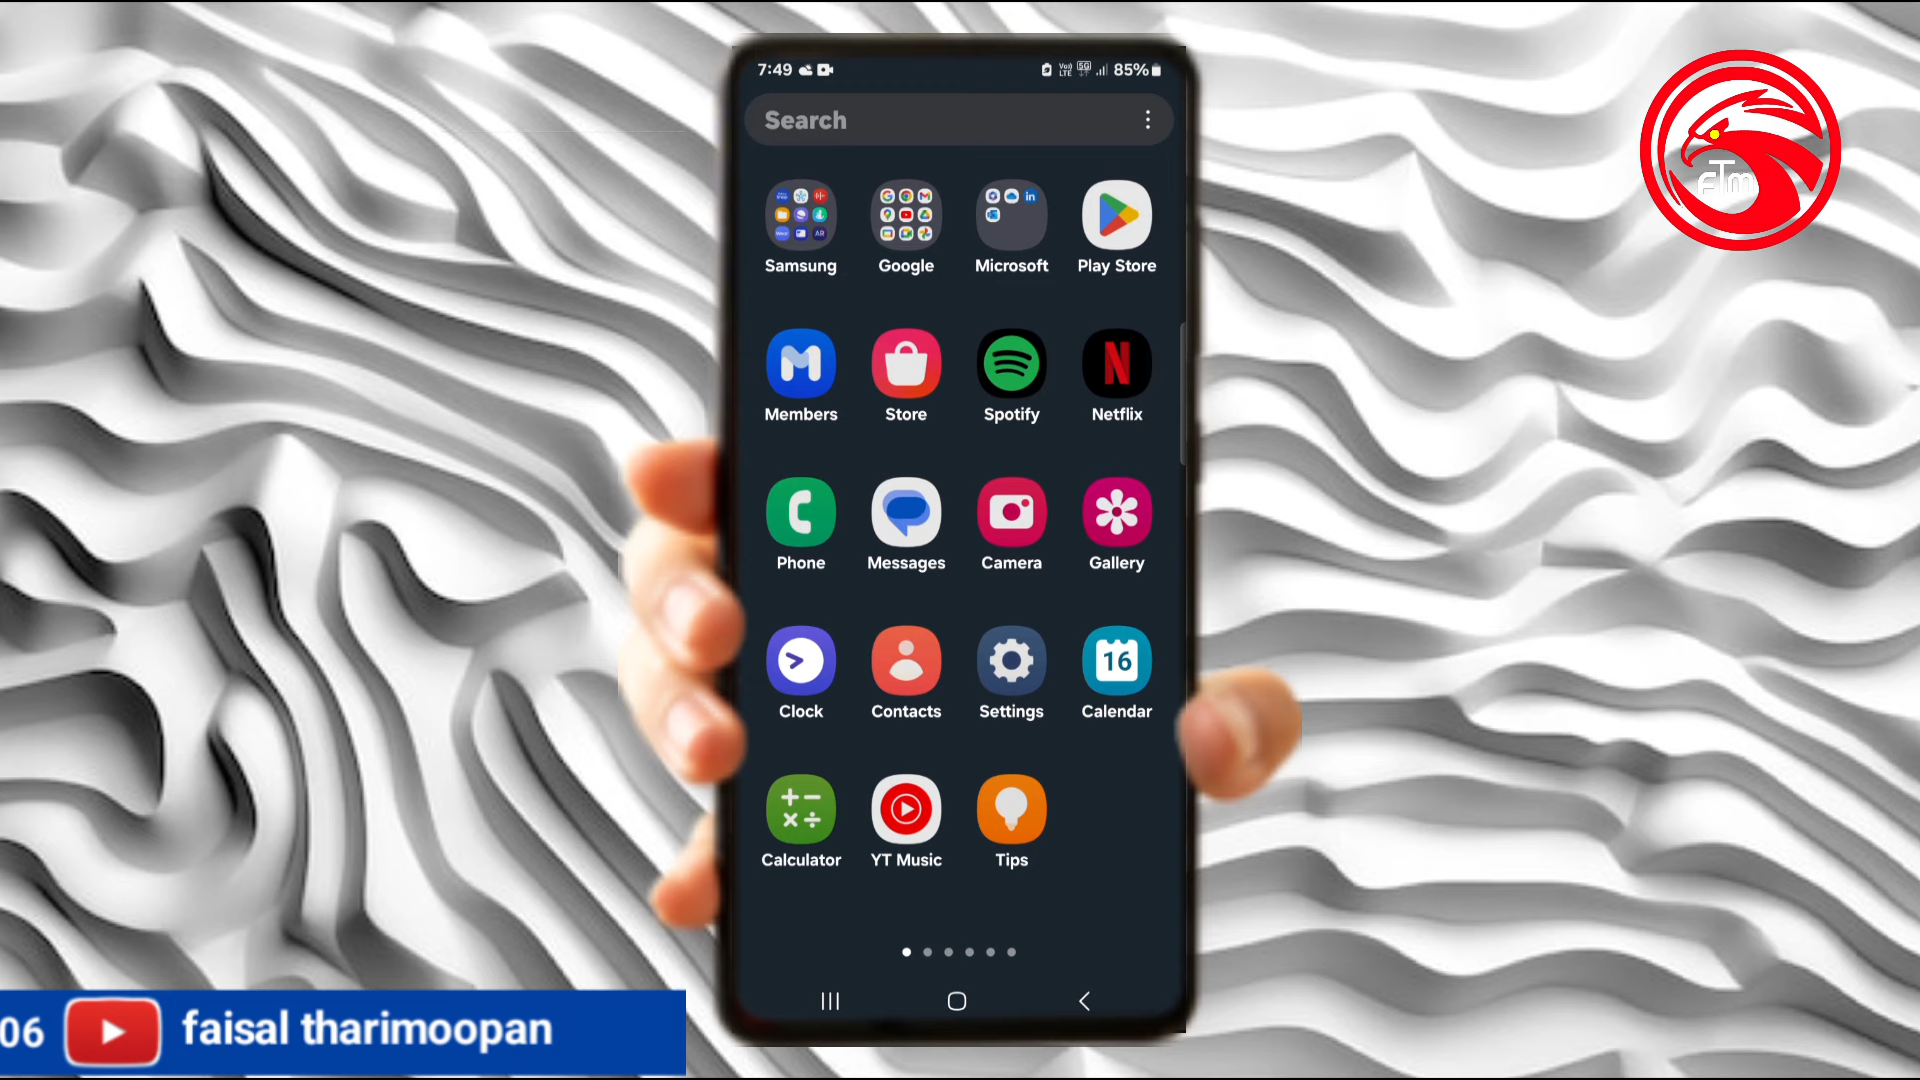 7:49
85%
Search
Samsung Google Microsoft Play Store
Members Store Spotify Netflix
Phone Messages Camera Gallery
16
Clock Contacts Settings Calendar
Calculator YT Music Tips
FTM
06 faisal tharimoopan